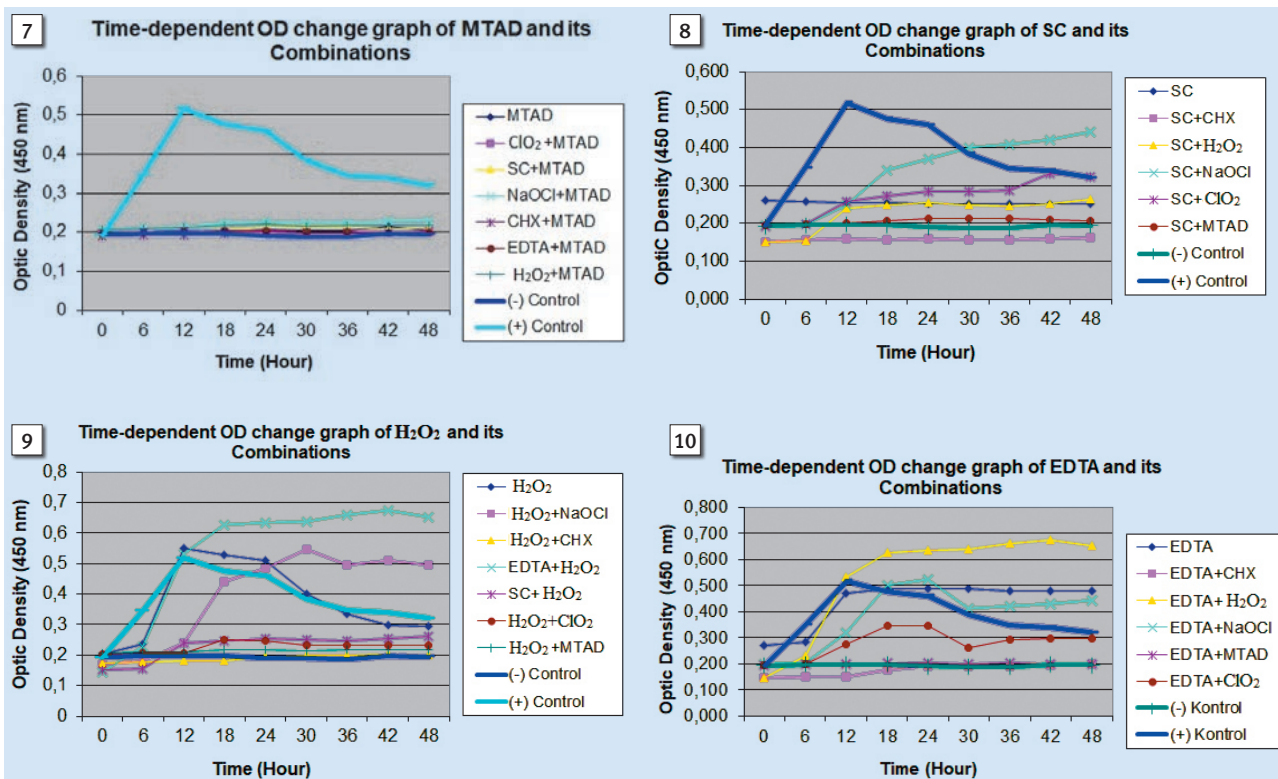 7
Time-dependent OD change graph of MTAD and its
Combinations
Optic Density (450 nm)
0,6
0,5
0,4
0,3
0,2
0,1
0
0 6 12 18 24 30 36 42 48
Time (Hour)
MTAD
ClO₂+MTAD
SC+MTAD
NaOCl+MTAD
CHX+MTAD
EDTA+MTAD
H₂O₂+MTAD
(-) Control
(+) Control
8
Time-dependent OD change graph of SC and its
Combinations
OptiC Density (450 nm)
0,600
0,500
0,400
0,300
0,200
0,100
0,000
0 6 12 18 24 30 36 42 48
Time (Hour)
SC
SC+CHX
SC+H₂O₂
SC+NaOCl
SC+ClO₂
SC+MTAD
(-) Control
(+) Control
9
Time-dependent OD change graph of H₂O₂ and its
Combinations
Optic Density (450 nm)
0,8
0,7
0,6
0,5
0,4
0,3
0,2
0,1
0
0 6 12 18 24 30 36 42 48
Time (Hour)
H₂O₂
H₂O₂+NaOCl
H₂O₂+CHX
EDTA+H₂O₂
SC+ H₂O₂
H₂O₂+ClO₂
H₂O₂+MTAD
(-) Control
(+) Control
10
Time-dependent OD change graph of EDTA and its
Combinations
Optic Density (450 nm)
0,800
0,700
0,600
0,500
0,400
0,300
0,200
0,100
0,000
0 6 12 18 24 30 36 42 48
Time (Hour)
EDTA
EDTA+CHX
EDTA+ H₂O₂
EDTA+NaOCl
EDTA+MTAD
EDTA+ClO₂
(-) Kontrol
(+) Kontrol